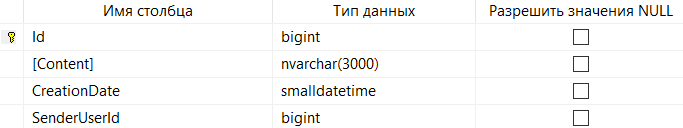 Имя столбца Тип данных Разрешить значения NULL
Id bigint
[Content] nvarchar(3000)
CreationDate smalldatetime
SenderUserId bigint